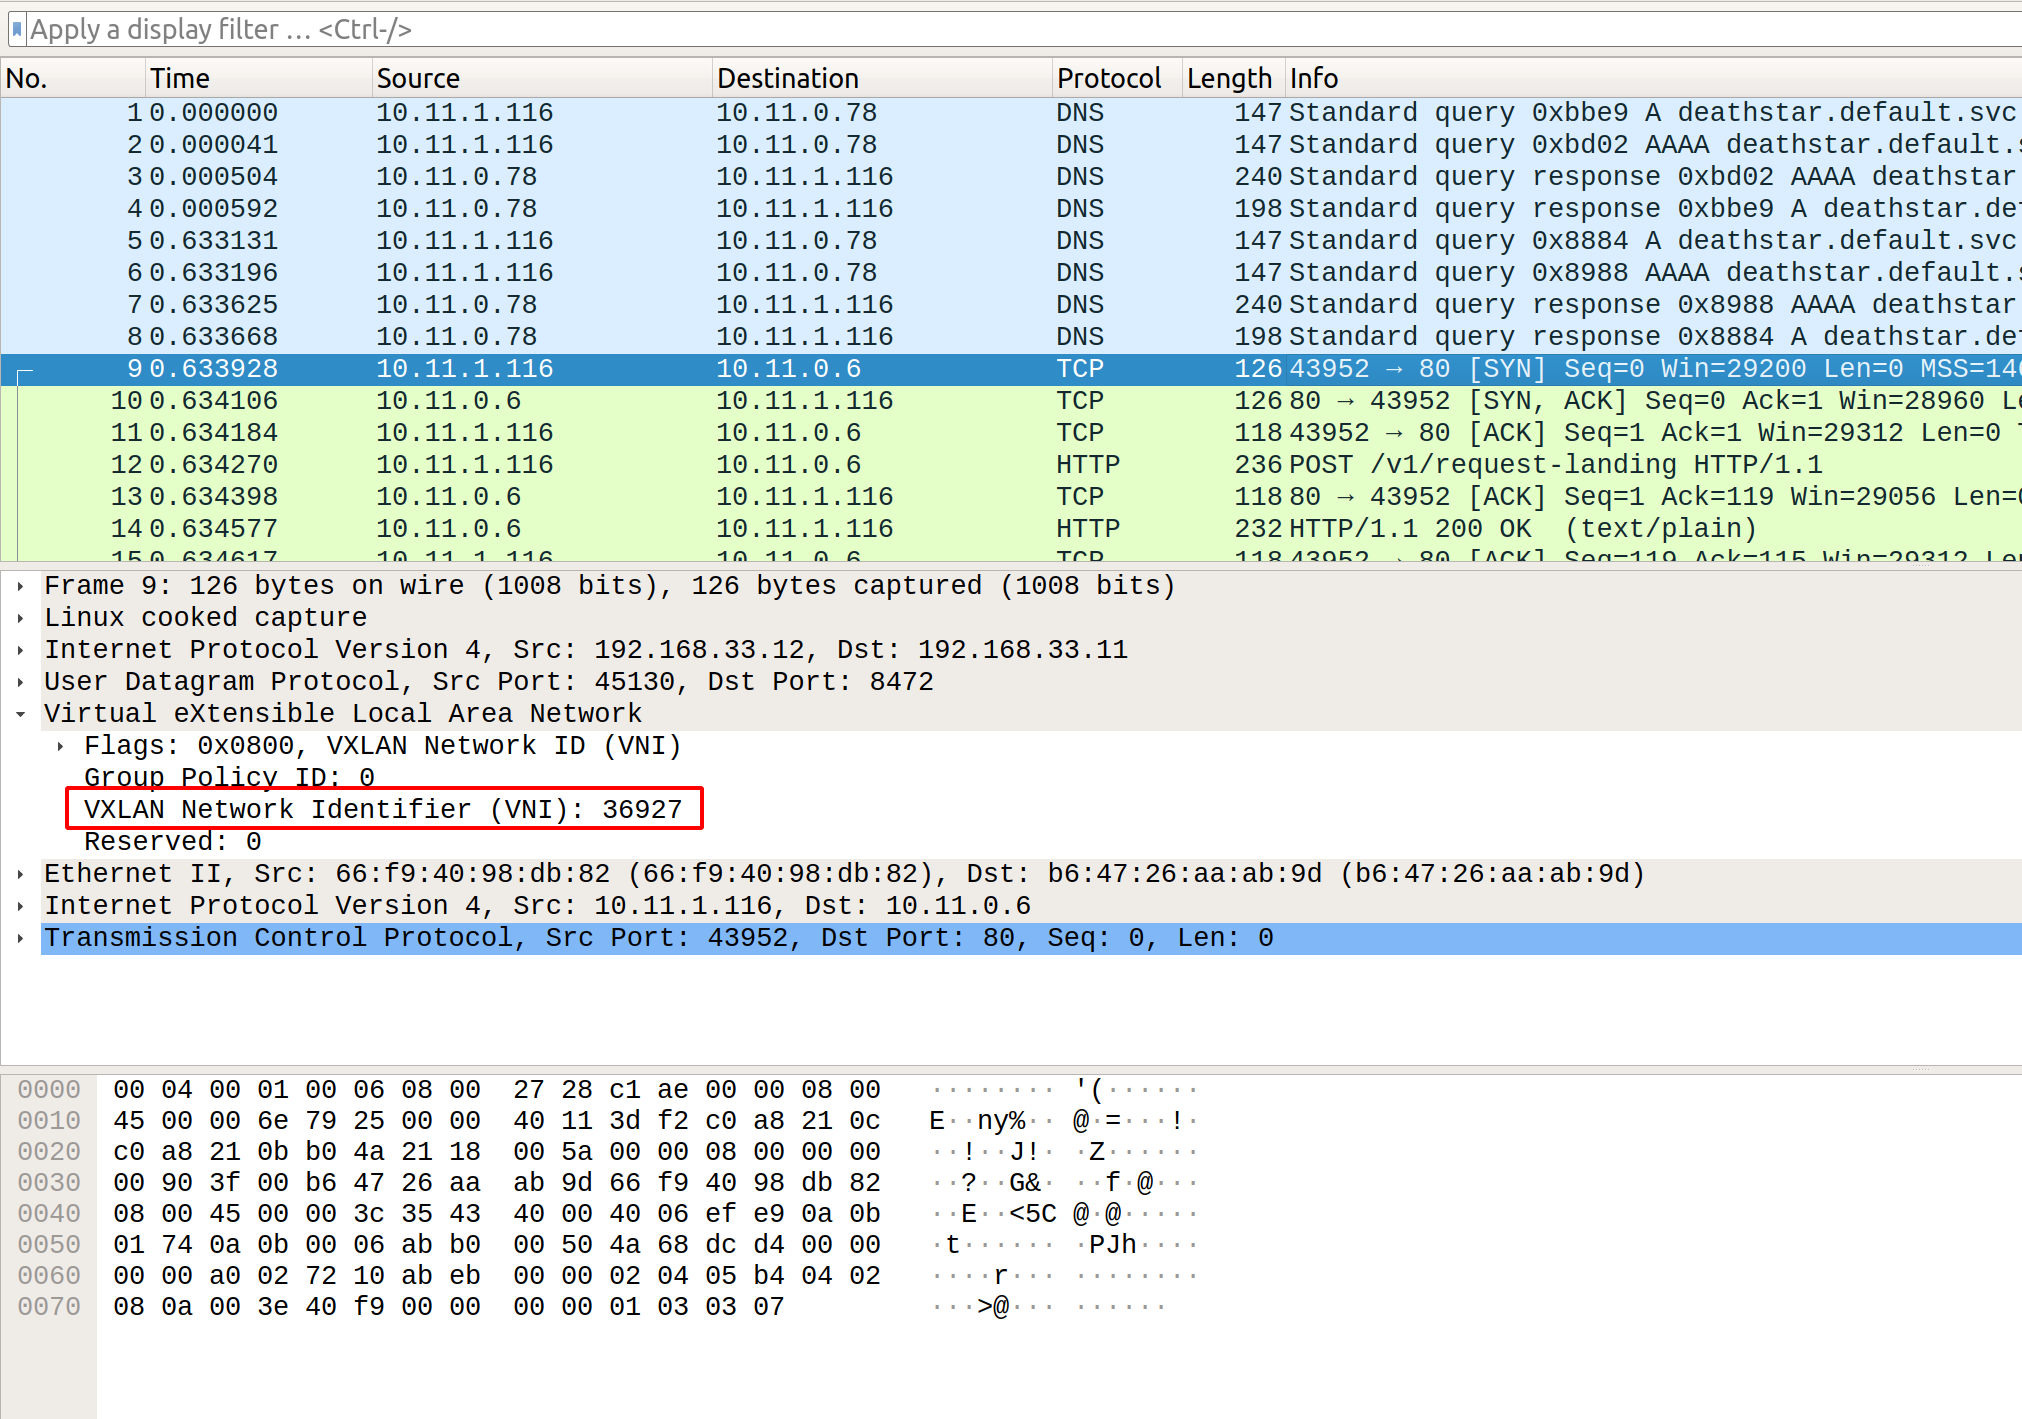 Apply a display filter … <Ctrl-/>
No. Time Source Destination Protocol Length Info
1 0.000000 10.11.1.116 10.11.0.78 DNS 147 Standard query 0xbbe9 A deathstar.default.svc
2 0.000041 10.11.1.116 10.11.0.78 DNS 147 Standard query 0xbd02 AAAA deathstar.default.s
3 0.000504 10.11.0.78 10.11.1.116 DNS 240 Standard query response 0xbd02 AAAA deathstar
4 0.000592 10.11.0.78 10.11.1.116 DNS 198 Standard query response 0xbbe9 A deathstar.def
5 0.633131 10.11.1.116 10.11.0.78 DNS 147 Standard query 0x8884 A deathstar.default.svc
6 0.633196 10.11.1.116 10.11.0.78 DNS 147 Standard query 0x8988 AAAA deathstar.default.s
7 0.633625 10.11.0.78 10.11.1.116 DNS 240 Standard query response 0x8988 AAAA deathstar
8 0.633668 10.11.0.78 10.11.1.116 DNS 198 Standard query response 0x8884 A deathstar.def
9 0.633928 10.11.1.116 10.11.0.6 TCP 126 43952 → 80 [SYN] Seq=0 Win=29200 Len=0 MSS=146
10 0.634106 10.11.0.6 10.11.1.116 TCP 126 80 → 43952 [SYN, ACK] Seq=0 Ack=1 Win=28960 Le
11 0.634184 10.11.1.116 10.11.0.6 TCP 118 43952 → 80 [ACK] Seq=1 Ack=1 Win=29312 Len=0 T
12 0.634270 10.11.1.116 10.11.0.6 HTTP 236 POST /v1/request-landing HTTP/1.1
13 0.634398 10.11.0.6 10.11.1.116 TCP 118 80 → 43952 [ACK] Seq=1 Ack=119 Win=29056 Len=0
14 0.634577 10.11.0.6 10.11.1.116 HTTP 232 HTTP/1.1 200 OK (text/plain)
15 0.634617 10.11.1.116 10.11.0.6 TCP 118 43952 → 80 [ACK] Seq=119 Ack=115 Win=29312 Len
Frame 9: 126 bytes on wire (1008 bits), 126 bytes captured (1008 bits)
Linux cooked capture
Internet Protocol Version 4, Src: 192.168.33.12, Dst: 192.168.33.11
User Datagram Protocol, Src Port: 45130, Dst Port: 8472
Virtual eXtensible Local Area Network
Flags: 0x0800, VXLAN Network ID (VNI)
Group Policy ID: 0
VXLAN Network Identifier (VNI): 36927
Reserved: 0
Ethernet II, Src: 66:f9:40:98:db:82 (66:f9:40:98:db:82), Dst: b6:47:26:aa:ab:9d (b6:47:26:aa:ab:9d)
Internet Protocol Version 4, Src: 10.11.1.116, Dst: 10.11.0.6
Transmission Control Protocol, Src Port: 43952, Dst Port: 80, Seq: 0, Len: 0
0000 00 04 00 01 00 06 08 00 27 28 c1 ae 00 00 08 00 ········ '(······
0010 45 00 00 6e 79 25 00 00 40 11 3d f2 c0 a8 21 0c E··ny%·· @·=···!·
0020 c0 a8 21 0b b0 4a 21 18 00 5a 00 00 08 00 00 00 ··!··J!· ·Z······
0030 00 90 3f 00 b6 47 26 aa ab 9d 66 f9 40 98 db 82 ··?··G&· ··f·@···
0040 08 00 45 00 00 3c 35 43 40 00 40 06 ef e9 0a 0b ··E··<5C @·@·····
0050 01 74 0a 0b 00 06 ab b0 00 50 4a 68 dc d4 00 00 ·t······ ·PJh····
0060 00 00 a0 02 72 10 ab eb 00 00 02 04 05 b4 04 02 ····r··· ········
0070 08 0a 00 3e 40 f9 00 00 00 00 01 03 03 07 ···>@··· ······